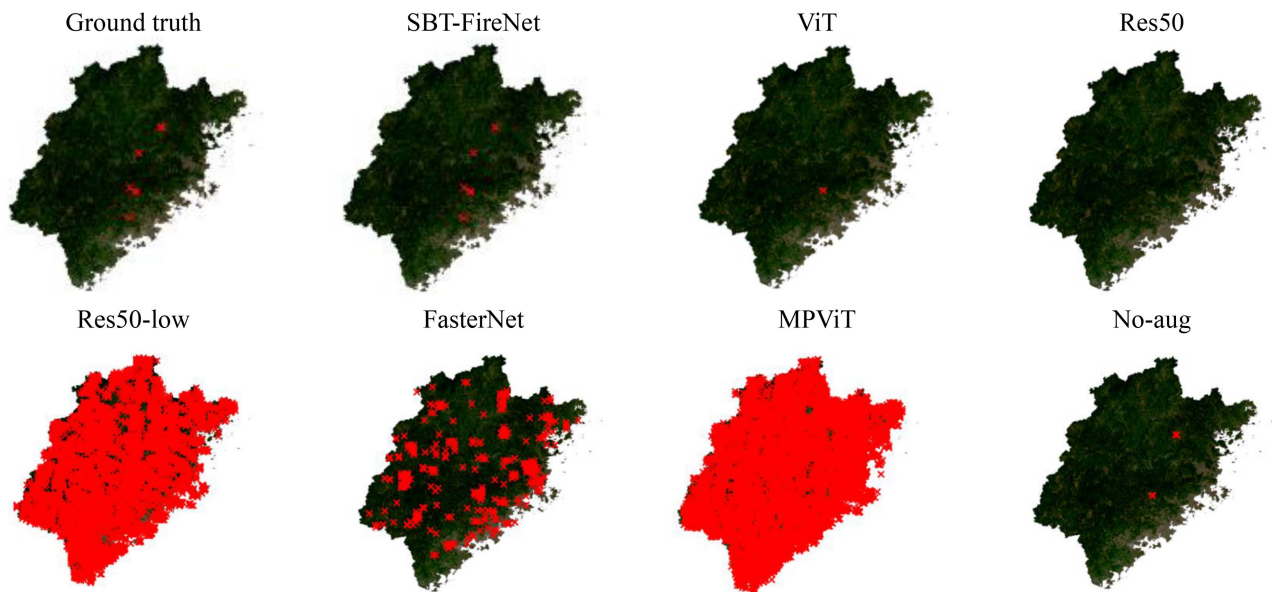 Ground truth
SBT-FireNet
ViT
Res50
Res50-low
FasterNet
MPViT
No-aug